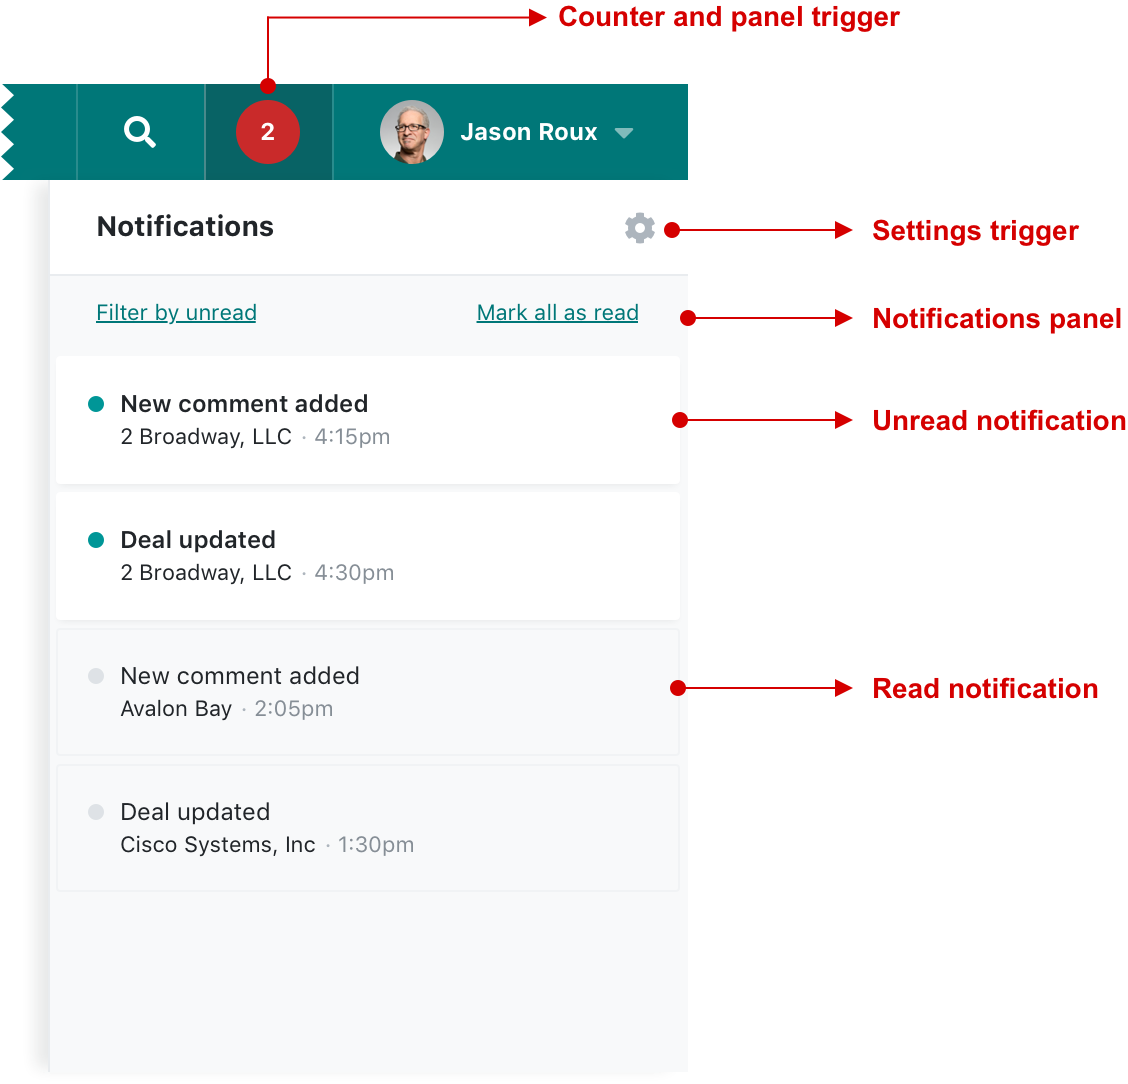 Counter and panel trigger
2
Jason Roux
Notifications
Settings trigger
Filter by unread
Mark all as read
Notifications panel
New comment added
2 Broadway, LLC · 4:15pm
Unread notification
Deal updated
2 Broadway, LLC · 4:30pm
New comment added
Avalon Bay · 2:05pm
Read notification
Deal updated
Cisco Systems, Inc · 1:30pm